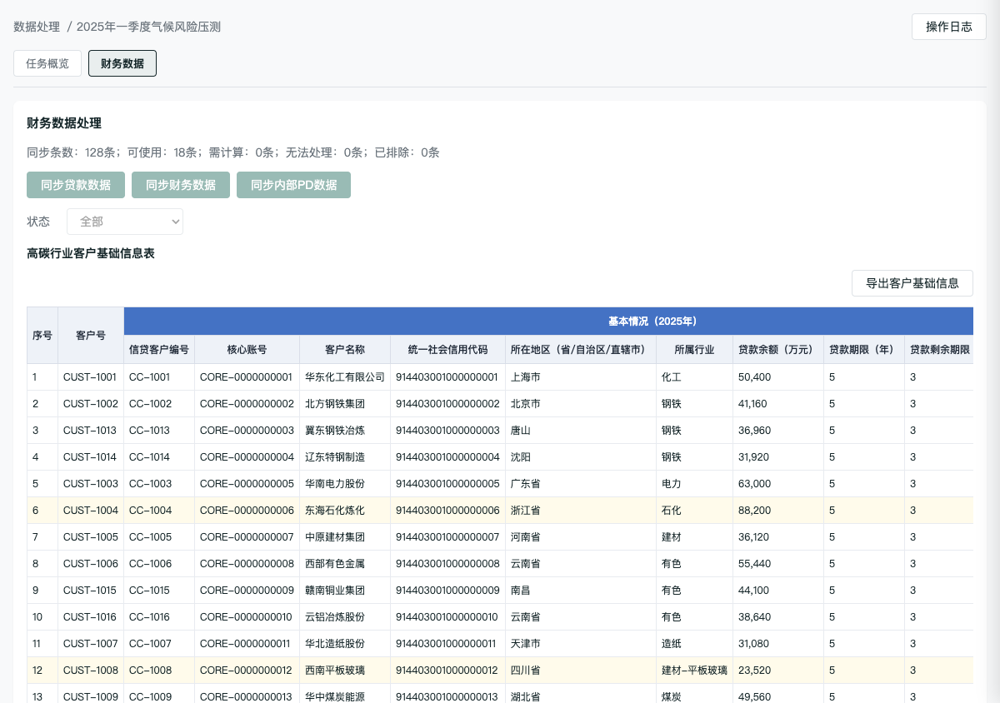 数据处理 / 2025年一季度气候风险压测
操作日志
任务概览 财务数据
财务数据处理
同步条数：128条；可使用：18条；需计算：0条；无法处理：0条；已排除：0条
同步贷款数据 同步财务数据 同步内部PD数据
状态 全部
高碳行业客户基础信息表
导出客户基础信息
序号 客户号 基本情况（2025年）
信贷客户编号 核心账号 客户名称 统一社会信用代码 所在地区（省/自治区/直辖市） 所属行业 贷款余额（万元） 贷款期限（年） 贷款剩余期限
1 CUST-1001 CC-1001 CORE-0000000001 华东化工有限公司 914403001000000001 上海市 化工 50,400 5 3
2 CUST-1002 CC-1002 CORE-0000000002 北方钢铁集团 914403001000000002 北京市 钢铁 41,160 5 3
3 CUST-1013 CC-1013 CORE-0000000003 冀东钢铁冶炼 914403001000000003 唐山 钢铁 36,960 5 3
4 CUST-1014 CC-1014 CORE-0000000004 辽东特钢制造 914403001000000004 沈阳 钢铁 31,920 5 3
5 CUST-1003 CC-1003 CORE-0000000005 华南电力股份 914403001000000005 广东省 电力 63,000 5 3
6 CUST-1004 CC-1004 CORE-0000000006 东海石化炼化 914403001000000006 浙江省 石化 88,200 5 3
7 CUST-1005 CC-1005 CORE-0000000007 中原建材集团 914403001000000007 河南省 建材 36,120 5 3
8 CUST-1006 CC-1006 CORE-0000000008 西部有色金属 914403001000000008 云南省 有色 55,440 5 3
9 CUST-1015 CC-1015 CORE-0000000009 赣南铜业集团 914403001000000009 南昌 有色 44,100 5 3
10 CUST-1016 CC-1016 CORE-0000000010 云铝冶炼股份 914403001000000010 云南省 有色 38,640 5 3
11 CUST-1007 CC-1007 CORE-0000000011 华北造纸股份 914403001000000011 天津市 造纸 31,080 5 3
12 CUST-1008 CC-1008 CORE-0000000012 西南平板玻璃 914403001000000012 四川省 建材-平板玻璃 23,520 5 3
13 CUST-1009 CC-1009 CORE-0000000013 华中煤炭能源 914403001000000013 湖北省 煤炭 49,560 5 3